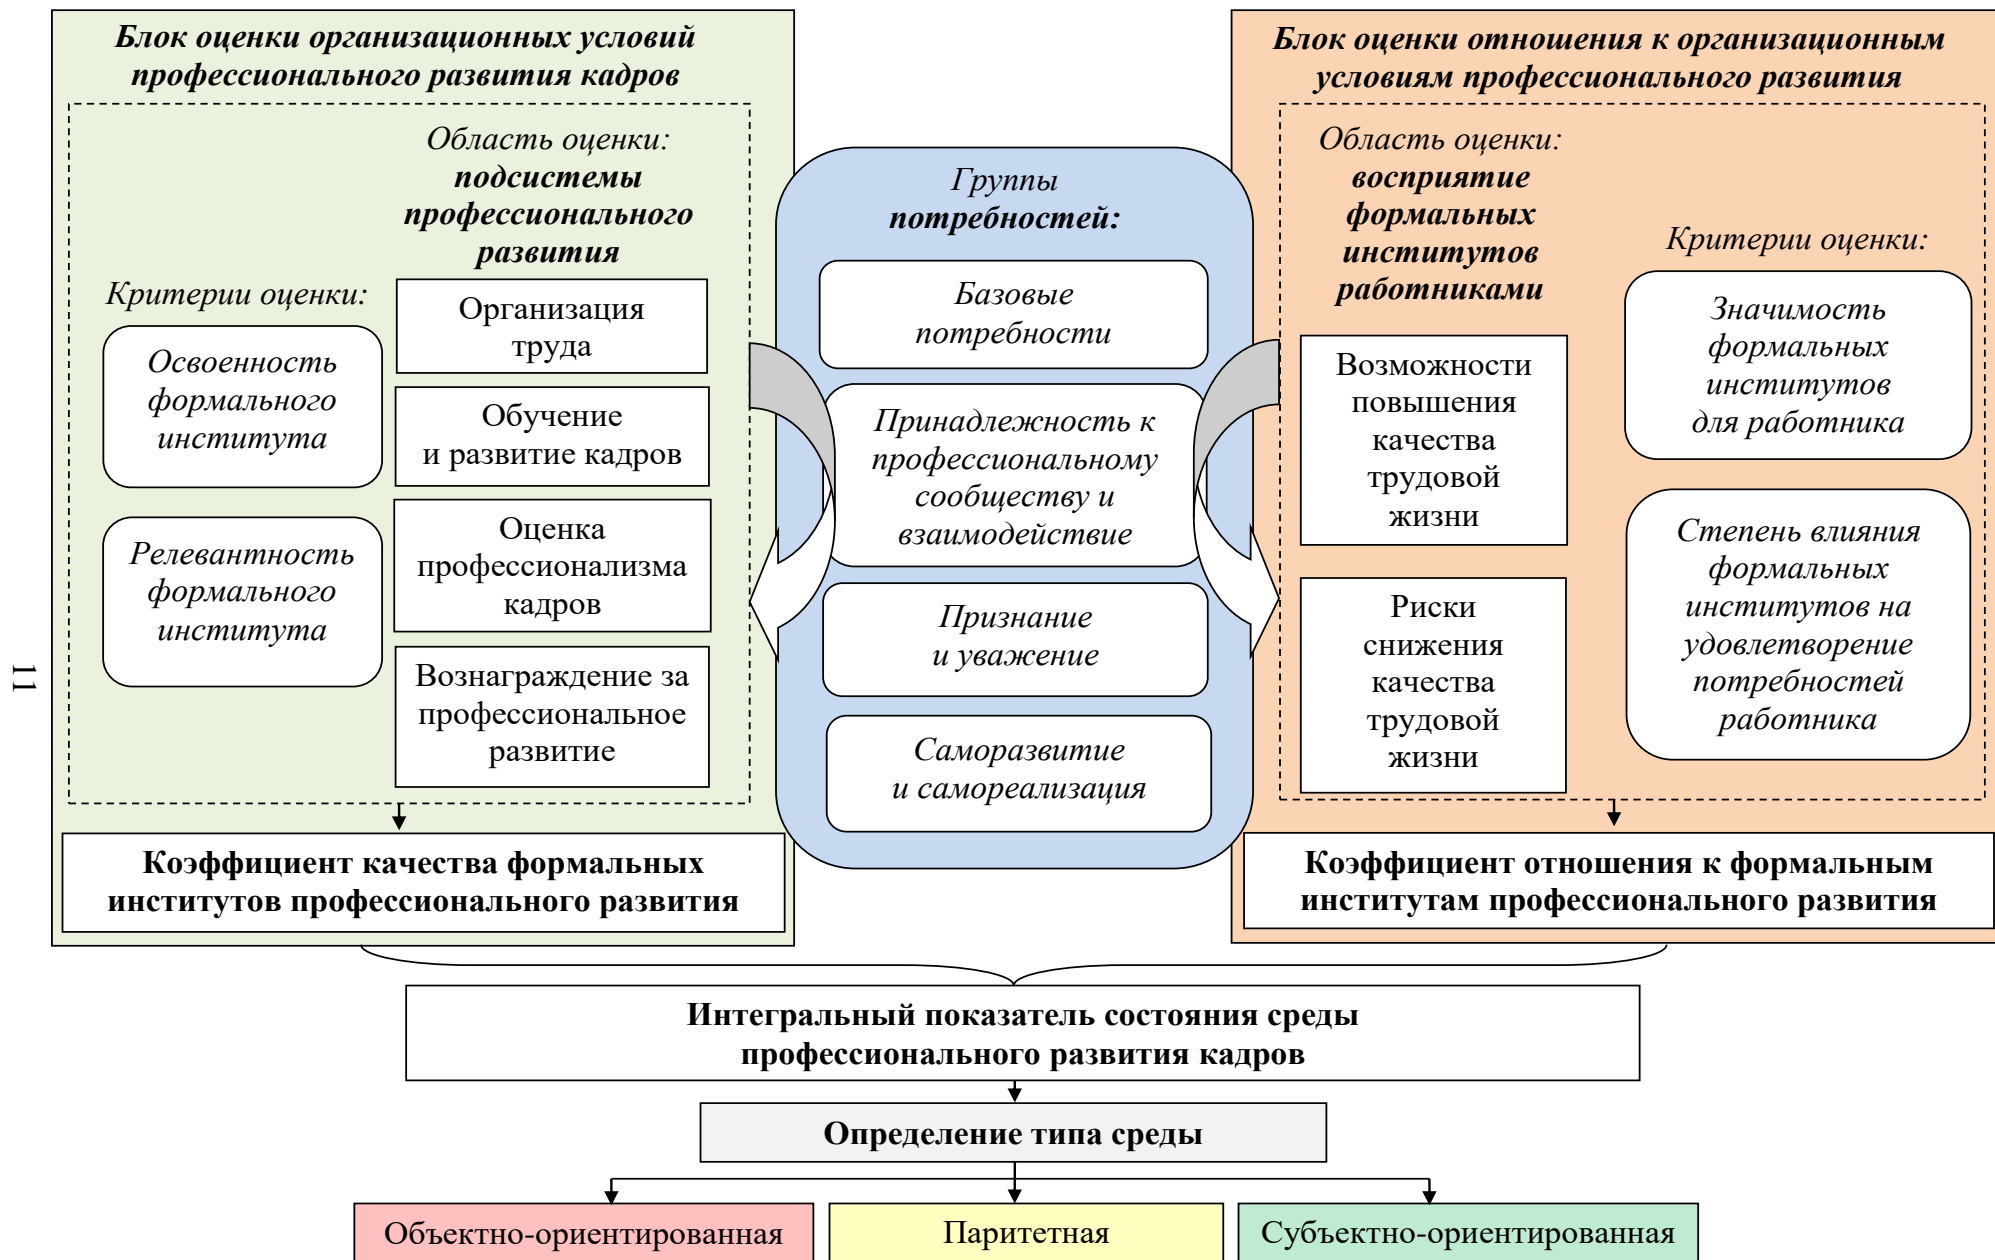 Блок оценки организационных условий
профессионального развития кадров
Область оценки:
подсистемы
профессионального
развития
Критерии оценки:
Освоенность
формального
института
Релевантность
формального
института
Организация
труда
Обучение
и развитие кадров
Оценка
профессионализма
кадров
Вознаграждение за
профессиональное
развитие
Коэффициент качества формальных
институтов профессионального развития
Группы
потребностей:
Базовые
потребности
Принадлежность к
профессиональному
сообществу и
взаимодействие
Признание
и уважение
Саморазвитие
и самореализация
Блок оценки отношения к организационным
условиям профессионального развития
Область оценки:
восприятие
формальных
институтов
работниками
Возможности
повышения
качества
трудовой
жизни
Риски
снижения
качества
трудовой
жизни
Критерии оценки:
Значимость
формальных
институтов
для работника
Степень влияния
формальных
институтов на
удовлетворение
потребностей
работника
Коэффициент отношения к формальным
институтам профессионального развития
11
Интегральный показатель состояния среды
профессионального развития кадров
Определение типа среды
Объектно-ориентированная
Паритетная
Субъектно-ориентированная